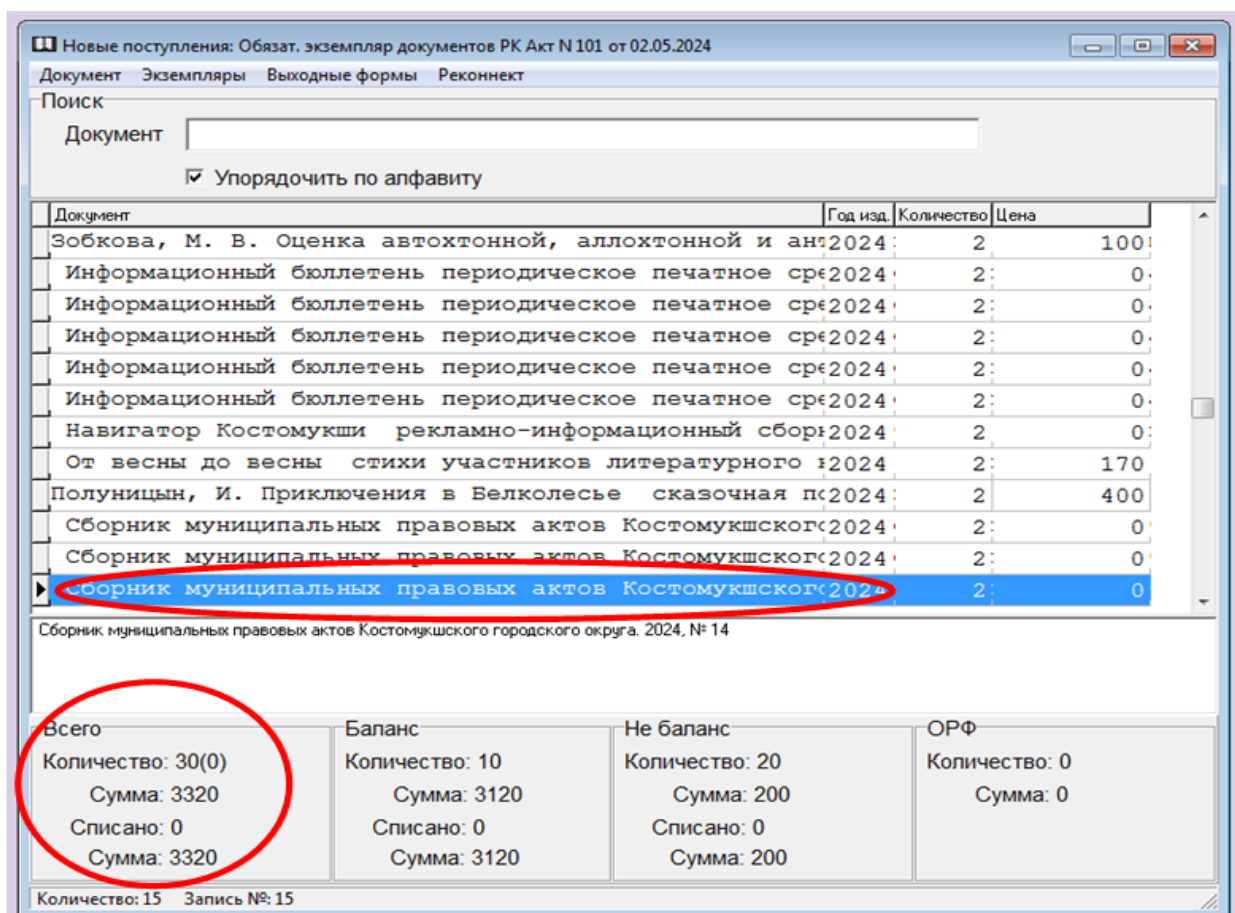 Новые поступления: Обязат. экземпляр документов РК Акт N 101 от 02.05.2024
Документ Экземпляры Выходные формы Реконнект
Поиск
Документ
Упорядочить по алфавиту
Документ Год изд. Количество Цена
Зобкова, М. В. Оценка автохтонной, аллохтонной и ант 2024 2 100
Информационный бюллетень периодическое печатное сре 2024 2 0
Информационный бюллетень периодическое печатное сре 2024 2 0
Информационный бюллетень периодическое печатное сре 2024 2 0
Информационный бюллетень периодическое печатное сре 2024 2 0
Информационный бюллетень периодическое печатное сре 2024 2 0
Навигатор Костомукши рекламно-информационный сборн 2024 2 0
От весны до весны стихи участников литературного 2024 2 170
Полуницын, И. Приключения в Белколесье сказочная по 2024 2 400
Сборник муниципальных правовых актов Костомукшского 2024 2 0
Сборник муниципальных правовых актов Костомукшского 2024 2 0
Сборник муниципальных правовых актов Костомукшского 2024 2 0
Сборник муниципальных правовых актов Костомукшского городского округа. 2024, № 14
Всего Баланс Не баланс ОРФ
Количество: 30(0) Количество: 10 Количество: 20 Количество: 0
Сумма: 3320 Сумма: 3120 Сумма: 200 Сумма: 0
Списано: 0 Списано: 0 Списано: 0
Сумма: 3320 Сумма: 3120 Сумма: 200
Количество: 15 Запись №: 15